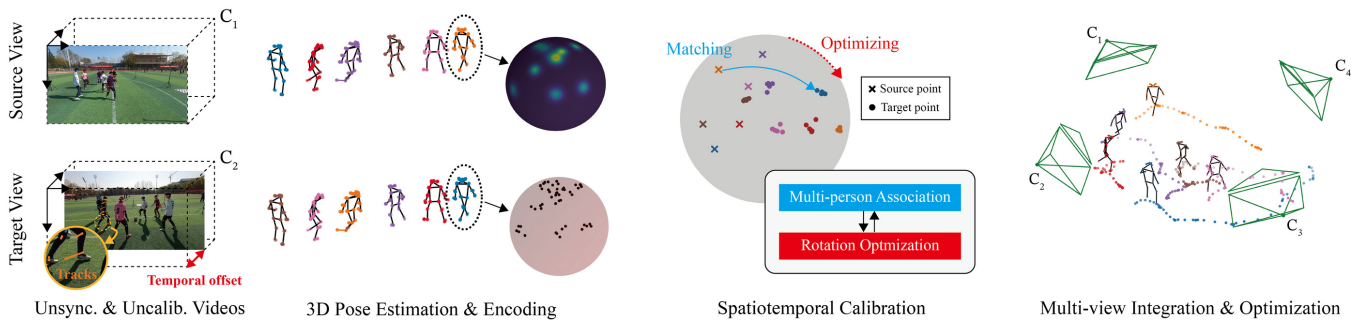 Source View
C1
Target View
C2
Tracks
Temporal offset
Unsync. & Uncalib. Videos
3D Pose Estimation & Encoding
Matching
Optimizing
Source point
Target point
Multi-person Association
Rotation Optmization
Spatiotemporal Calibration
C1
C4
C2
C3
Multi-view Integration & Optimization